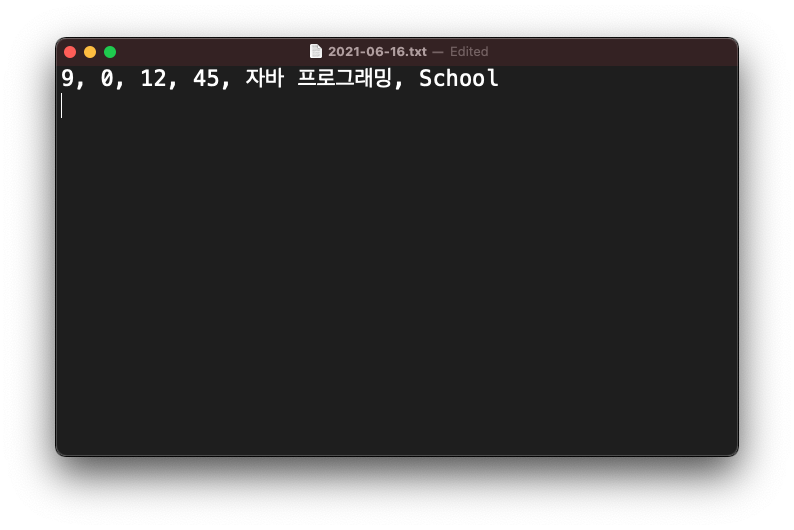 2021-06-16.txt — Edited
9, 0, 12, 45, 자바 프로그래밍, School